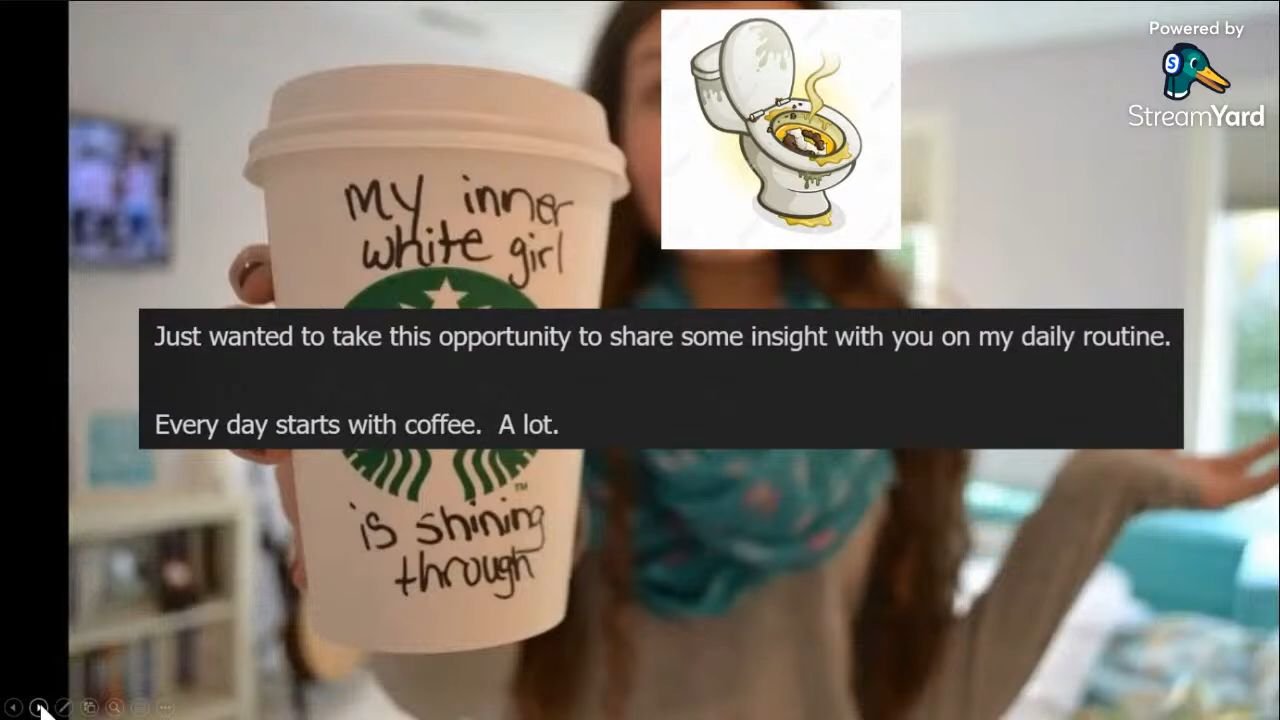 Powered by
StreamYard
my inner
white girl
Just wanted to take this opportunity to share some insight with you on my daily routine.
Every day starts with coffee.  A lot.
TM
is shining
through